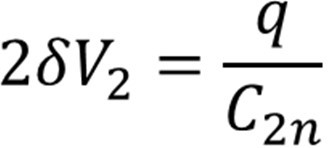 2δV₂ = q / C₂ₙ